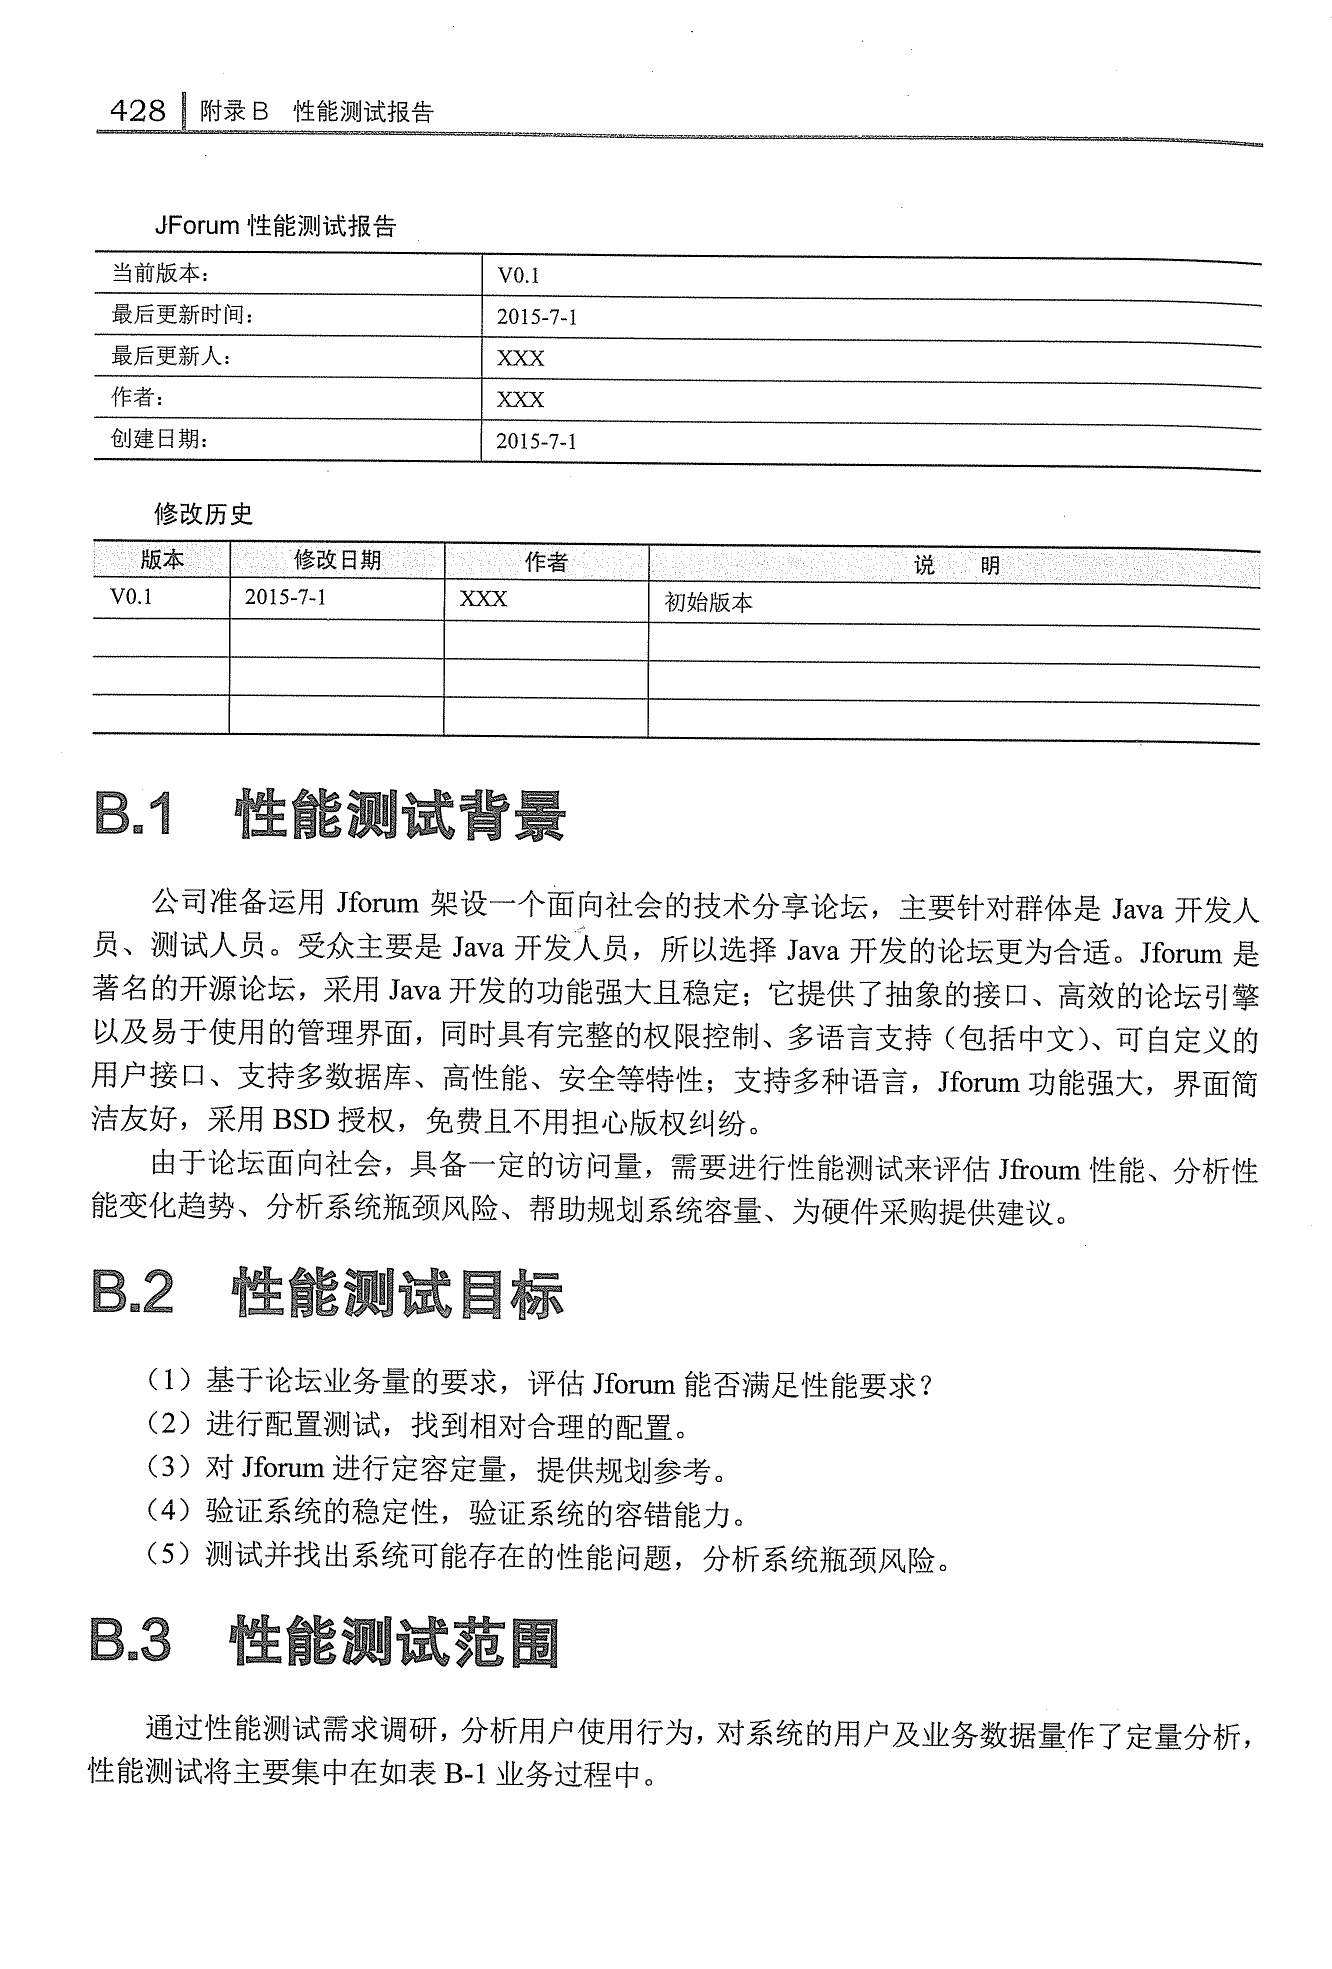 428 附录 B 性能测试报告
JForum 性能测试报告
当前版本： V0.1
最后更新时间： 2015-7-1
最后更新人： XXX
作者： XXX
创建日期： 2015-7-1
修改历史
版本 修改日期 作者 说 明
V0.1 2015-7-1 XXX 初始版本
B.1 性能测试背景
公司准备运用 Jforum 架设一个面向社会的技术分享论坛，主要针对群体是 Java 开发人
员、测试人员。受众主要是 Java 开发人员，所以选择 Java 开发的论坛更为合适。Jforum 是
著名的开源论坛，采用 Java 开发的功能强大且稳定；它提供了抽象的接口、高效的论坛引擎
以及易于使用的管理界面，同时具有完整的权限控制、多语言支持（包括中文）、可自定义的
用户接口、支持多数据库、高性能、安全等特性；支持多种语言，Jforum 功能强大，界面简
洁友好，采用 BSD 授权，免费且不用担心版权纠纷。
由于论坛面向社会，具备一定的访问量，需要进行性能测试来评估 Jfroum 性能、分析性
能变化趋势、分析系统瓶颈风险、帮助规划系统容量、为硬件采购提供建议。
B.2 性能测试目标
（1）基于论坛业务量的要求，评估 Jforum 能否满足性能要求？
（2）进行配置测试，找到相对合理的配置。
（3）对 Jforum 进行定容定量，提供规划参考。
（4）验证系统的稳定性，验证系统的容错能力。
（5）测试并找出系统可能存在的性能问题，分析系统瓶颈风险。
B.3 性能测试范围
通过性能测试需求调研，分析用户使用行为，对系统的用户及业务数据量作了定量分析，
性能测试将主要集中在如表 B-1 业务过程中。